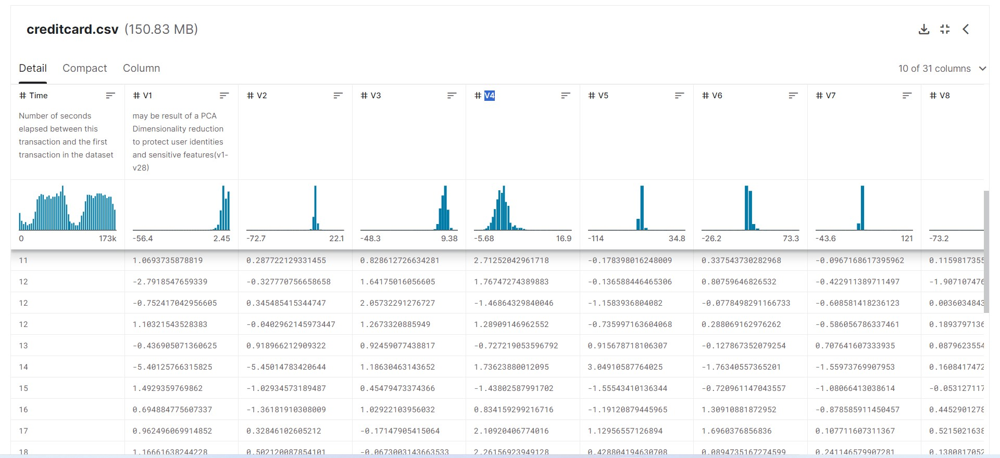 creditcard.csv (150.83 MB)
Detail Compact Column 10 of 31 columns
# Time # V1 # V2 # V3 # V4 # V5 # V6 # V7 # V8
Number of seconds
elapsed between this
transaction and the first
transaction in the dataset
may be result of a PCA
Dimensionality reduction
to protect user identities
and sensitive features(v1-
v28)
0 173k -56.4 2.45 -72.7 22.1 -48.3 9.38 -5.68 16.9 -114 34.8 -26.2 73.3 -43.6 121 -73.2
11 1.0693735878819 0.287722129331455 0.828612726634281 2.71252042961718 -0.178398016248009 0.337543730282968 -0.0967168617395962 0.1159817355
12 -2.7918547659339 -0.327770756658658 1.64175016056605 1.76747274389883 -0.136588446465306 0.80759646826532 -0.422911389711497 -1.907107476
12 -0.752417042956605 0.345485415344747 2.05732291276727 -1.46864329840046 -1.1583936804082 -0.0778498291166733 -0.608581418236123 0.0036034843
12 1.10321543528383 -0.0402962145973447 1.2673320885949 1.28909146962552 -0.735997163604068 0.288069162976262 -0.586056786337461 0.1893797136
13 -0.436905071360625 0.918966212909322 0.92459077438817 -0.727219053596792 0.915678718106307 -0.127867352079254 0.707641607333935 0.0879623554
14 -5.40125766315825 -5.45014783420644 1.18630463143652 1.73623880012095 3.04910587764025 -1.76340557365201 -1.55973769907953 0.1608417472
15 1.4929359769862 -1.02934573189487 0.45479473374366 -1.43802587991702 -1.55543410136344 -0.720961147043557 -1.08066413038614 -0.053127117
16 0.694884775607337 -1.36181910308009 1.02922103956032 0.834159299216716 -1.19120879445965 1.30910881872952 -0.878585911450457 0.4452901278
17 0.962496069914852 0.32846102605212 -0.17147905415064 2.10920406774016 1.12956557126894 1.6960376856836 0.107711607311367 0.5215021638
18 1.16661638244228 0.502120087854101 -0.0673003143663533 2.26156923949128 0.428804194630708 0.0894735167274599 0.241146579907281 0.1380817052